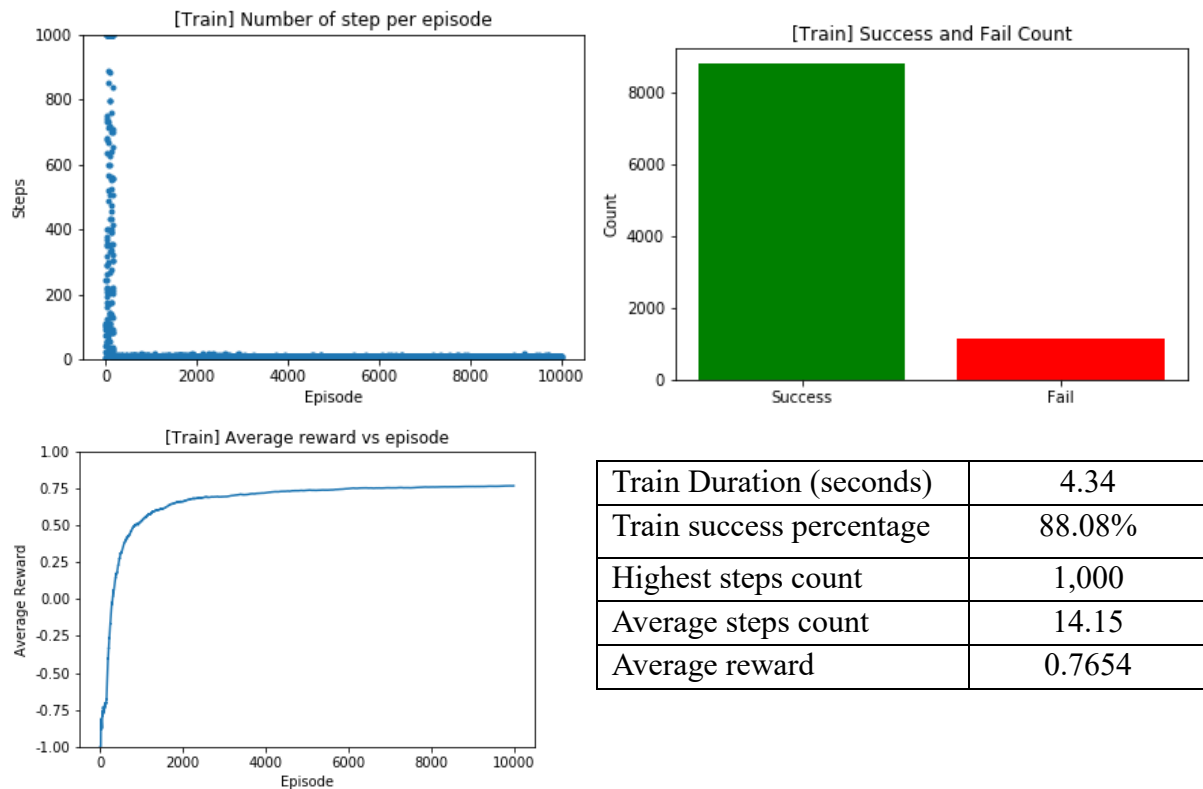 [Train] Number of step per episode
1000
800
600
400
200
0
Steps
0 2000 4000 6000 8000 10000
Episode
[Train] Success and Fail Count
8000
6000
4000
2000
0
Count
Success Fail
[Train] Average reward vs episode
1.00
0.75
0.50
0.25
0.00
-0.25
-0.50
-0.75
-1.00
Average Reward
0 2000 4000 6000 8000 10000
Episode
Train Duration (seconds) 4.34
Train success percentage 88.08%
Highest steps count 1,000
Average steps count 14.15
Average reward 0.7654